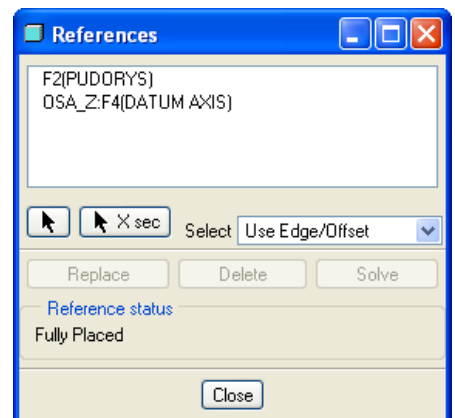 References
F2(PUDORYS)
OSA_Z:F4(DATUM AXIS)
X sec Select Use Edge/Offset
Replace Delete Solve
Reference status
Fully Placed
Close